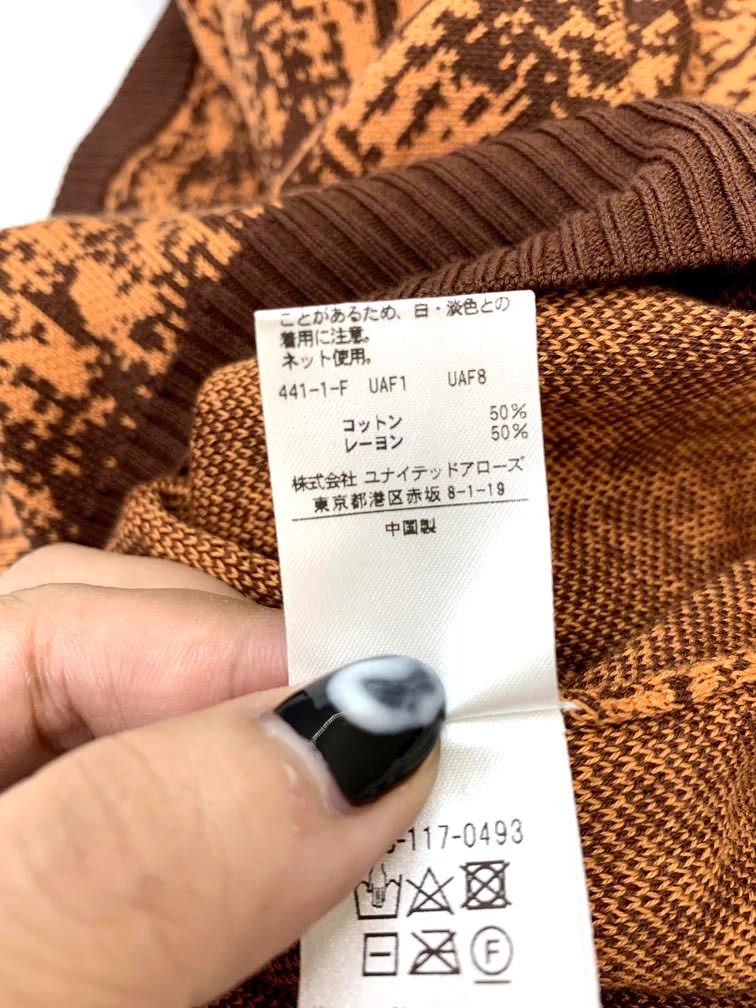 ことがあるため、白・淡色との
着用に注意。
ネット使用。
441-1-F UAF1 UAF8
コットン 50%
レーヨン 50%
株式会社 ユナイテッドアローズ
東京都港区赤坂 8-1-19
中国製
-117-0493
F